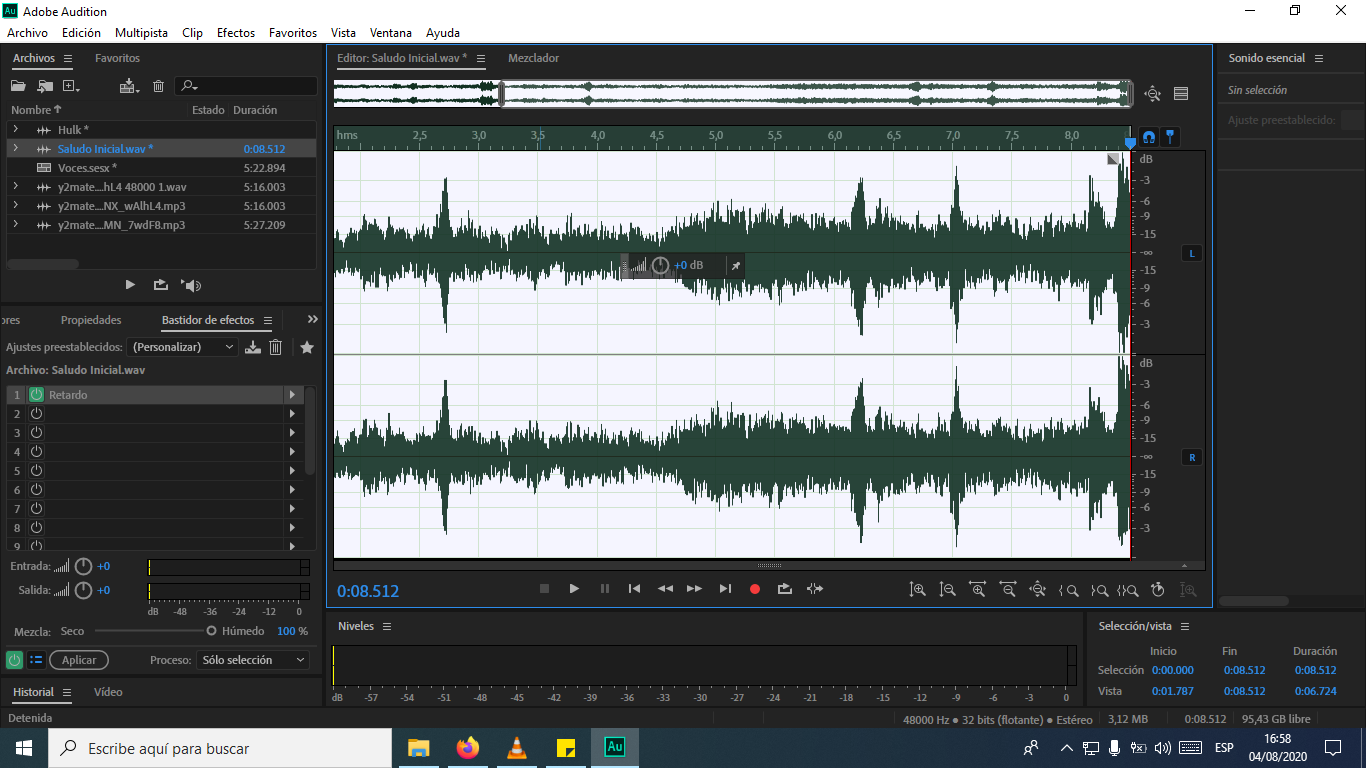 Au Adobe Audition
Archivo Edición Multipista Clip Efectos Favoritos Vista Ventana Ayuda
Archivos Favoritos
Nombre Estado Duración
Hulk *
Saludo Inicial.wav * 0:08.512
Voces.sesx * 5:22.894
y2mate....hL4 48000 1.wav 5:16.003
y2mate....NX_wAlhL4.mp3 5:16.003
y2mate....MN_7wdF8.mp3 5:27.209
ores Propiedades Bastidor de efectos
Ajustes preestablecidos: (Personalizar)
Archivo: Saludo Inicial.wav
1 Retardo
2
3
4
5
6
7
8
9
Entrada: +0
Salida: +0
dB -48 -36 -24 -12 0
Mezcla: Seco Húmedo 100 %
Aplicar Proceso: Sólo selección
Historial Vídeo
Detenida
Editor: Saludo Inicial.wav * Mezclador
hms 2,5 3,0 3,5 4,0 4,5 5,0 5,5 6,0 6,5 7,0 7,5 8,0
dB
-3
-6
-9
-15
-∞
-15
-9
-6
-3
L
+0 dB
dB
-3
-6
-9
-15
-∞
-15
-9
-6
-3
R
0:08.512
Niveles
dB -57 -54 -51 -48 -45 -42 -39 -36 -33 -30 -27 -24 -21 -18 -15 -12 -9 -6 -3 0
Sonido esencial
Sin selección
Ajuste preestablecido:
Selección/vista
Inicio Fin Duración
Selección 0:00.000 0:08.512 0:08.512
Vista 0:01.787 0:08.512 0:06.724
48000 Hz ● 32 bits (flotante) ● Estéreo 3,12 MB 0:08.512 95,43 GB libre
Escribe aquí para buscar
Au
ESP
16:58
04/08/2020